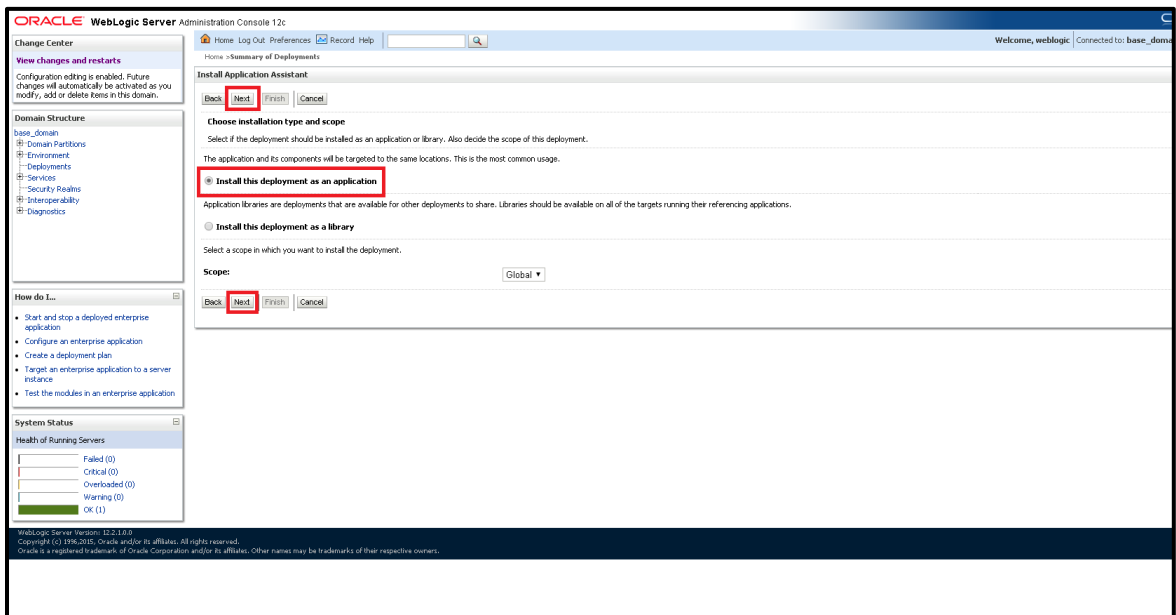 ORACLE WebLogic Server Administration Console 12c
Change Center
View changes and restarts
Configuration editing is enabled. Future
changes will automatically be activated as you
modify, add or delete items in this domain.
Domain Structure
base_domain
Domain Partitions
Environment
Deployments
Services
Security Realms
Interoperability
Diagnostics
How do I...
Start and stop a deployed enterprise
application
Configure an enterprise application
Create a deployment plan
Target an enterprise application to a server
instance
Test the modules in an enterprise application
System Status
Health of Running Servers
Failed (0)
Critical (0)
Overloaded (0)
Warning (0)
OK (1)
Home Log Out Preferences Record Help
Welcome, weblogic Connected to: base_doma
Home >Summary of Deployments
Install Application Assistant
Back Next Finish Cancel
Choose installation type and scope
Select if the deployment should be installed as an application or library. Also decide the scope of this deployment.
The application and its components will be targeted to the same locations. This is the most common usage.
Install this deployment as an application
Application libraries are deployments that are available for other deployments to share. Libraries should be available on all of the targets running their referencing applications.
Install this deployment as a library
Select a scope in which you want to install the deployment.
Scope: Global
Back Next Finish Cancel
WebLogic Server Version: 12.2.1.0.0
Copyright (c) 1996,2015, Oracle and/or its affiliates. All rights reserved.
Oracle is a registered trademark of Oracle Corporation and/or its affiliates. Other names may be trademarks of their respective owners.